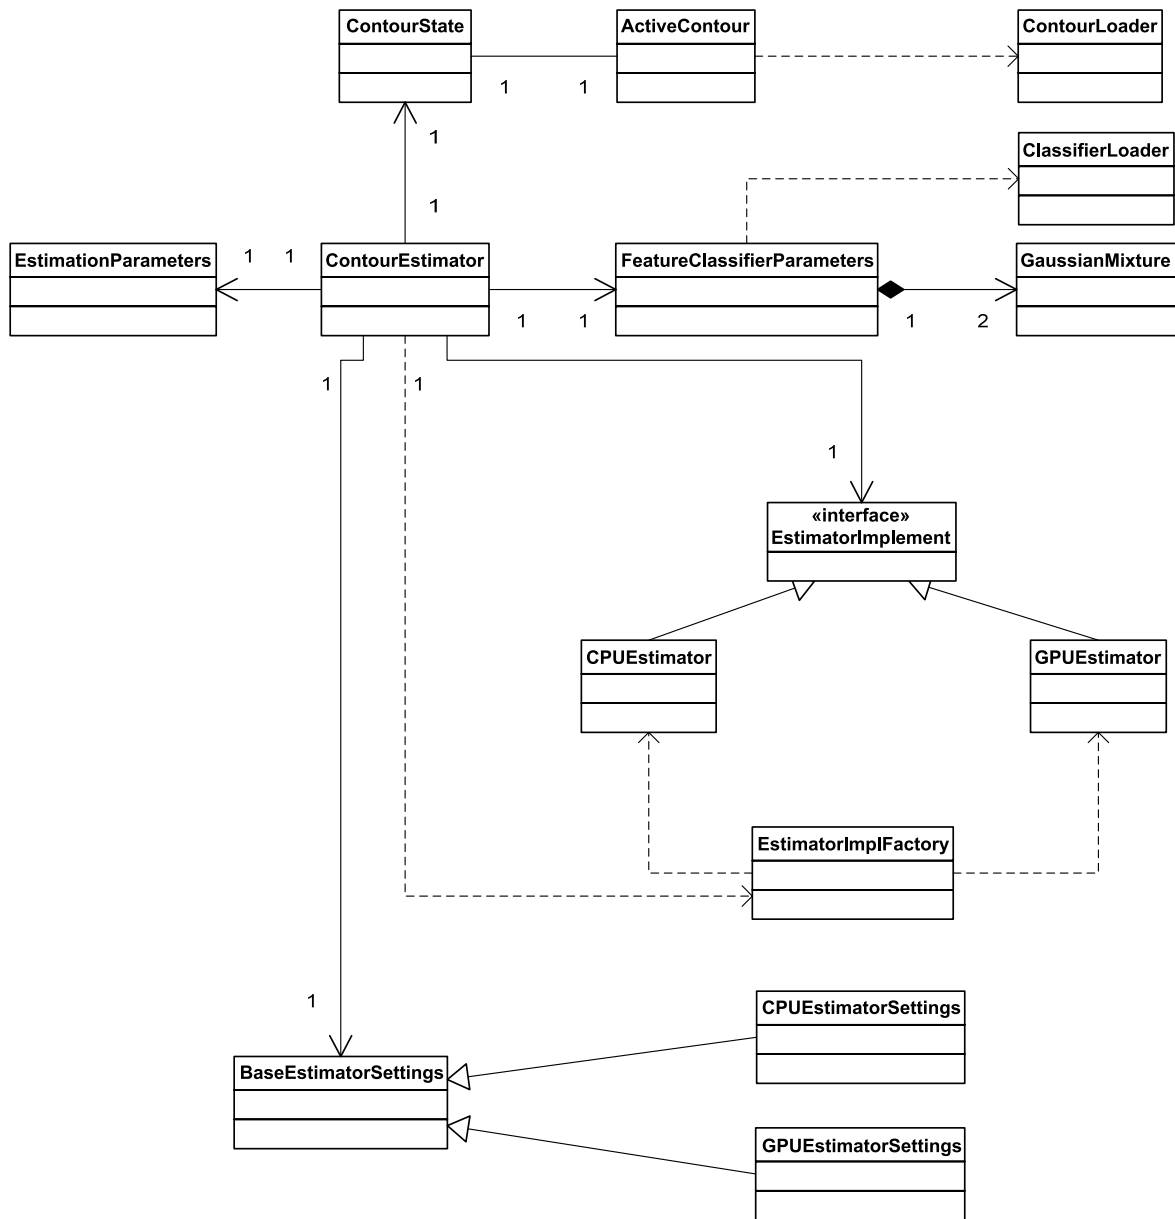 ContourState
ActiveContour
ContourLoader
1
1
1
ClassifierLoader
1
EstimationParameters
1
1
ContourEstimator
FeatureClassifierParameters
GaussianMixture
1
1
1
2
1
1
1
«interface»
EstimatorImplement
CPUEstimator
GPUEstimator
EstimatorImplFactory
1
CPUEstimatorSettings
BaseEstimatorSettings
GPUEstimatorSettings